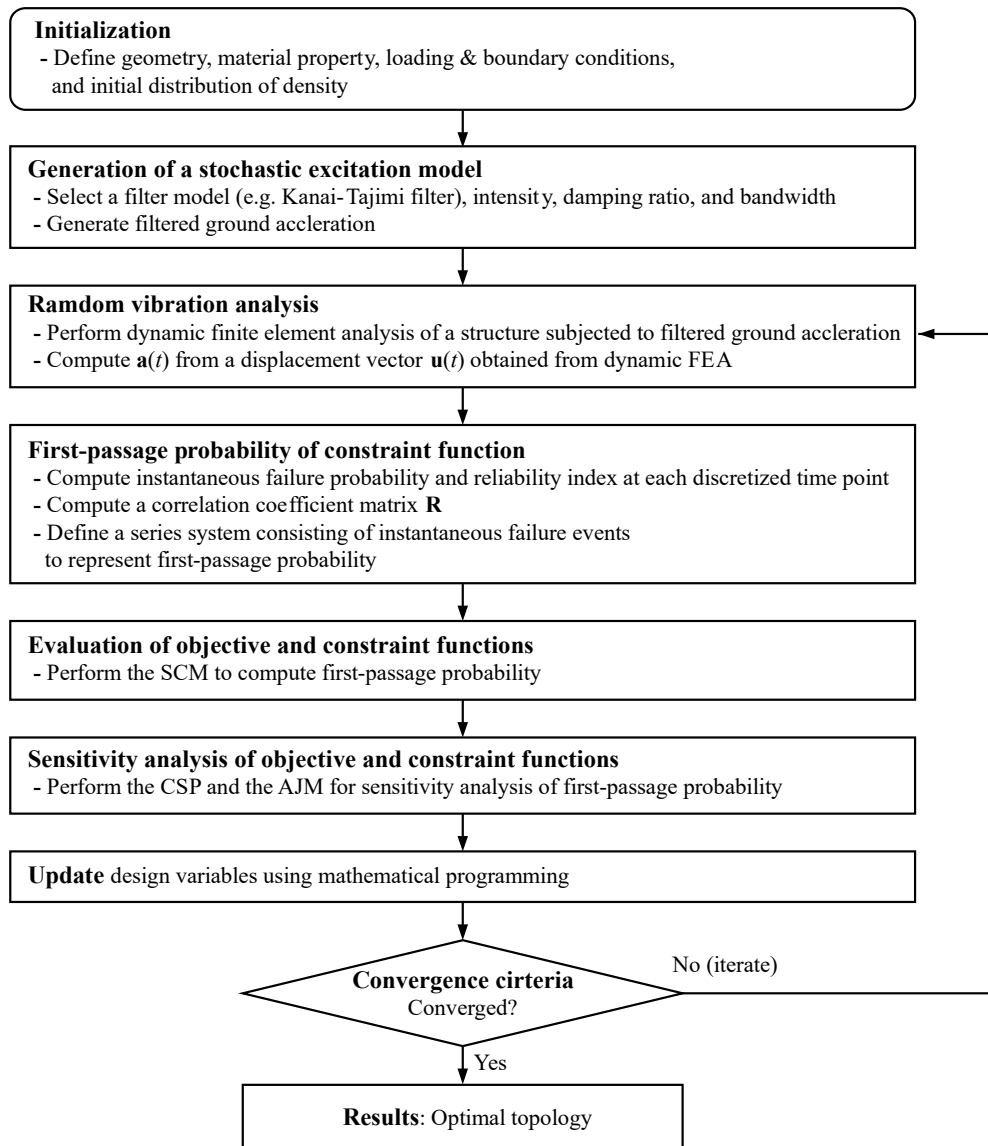 Initialization
- Define geometry, material property, loading & boundary conditions,
and initial distribution of density
Generation of a stochastic excitation model
- Select a filter model (e.g. Kanai-Tajimi filter), intensity, damping ratio, and bandwidth
- Generate filtered ground accleration
Ramdom vibration analysis
- Perform dynamic finite element analysis of a structure subjected to filtered ground accleration
- Compute a(t) from a displacement vector u(t) obtained from dynamic FEA
First-passage probability of constraint function
- Compute instantaneous failure probability and reliability index at each discretized time point
- Compute a correlation coefficient matrix R
- Define a series system consisting of instantaneous failure events
to represent first-passage probability
Evaluation of objective and constraint functions
- Perform the SCM to compute first-passage probability
Sensitivity analysis of objective and constraint functions
- Perform the CSP and the AJM for sensitivity analysis of first-passage probability
Update design variables using mathematical programming
Convergence cirteria
Converged?
No (iterate)
Yes
Results: Optimal topology